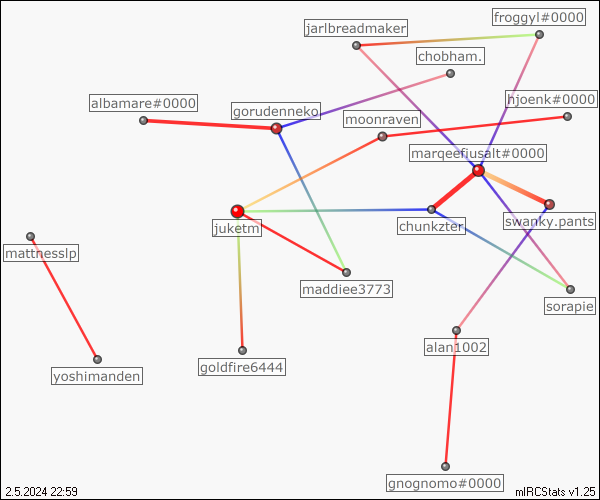 froggyl#0000
jarlbreadmaker
chobham.
albamare#0000
hjoenk#0000
gorudenneko
moonraven
marqeefiusalt#0000
swanky.pants
chunkzter
juketm
mattnesslp
maddiee3773
sorapie
alan1002
goldfire6444
yoshimanden
gnognomo#0000
2.5.2024 22:59
mIRCStats v1.25